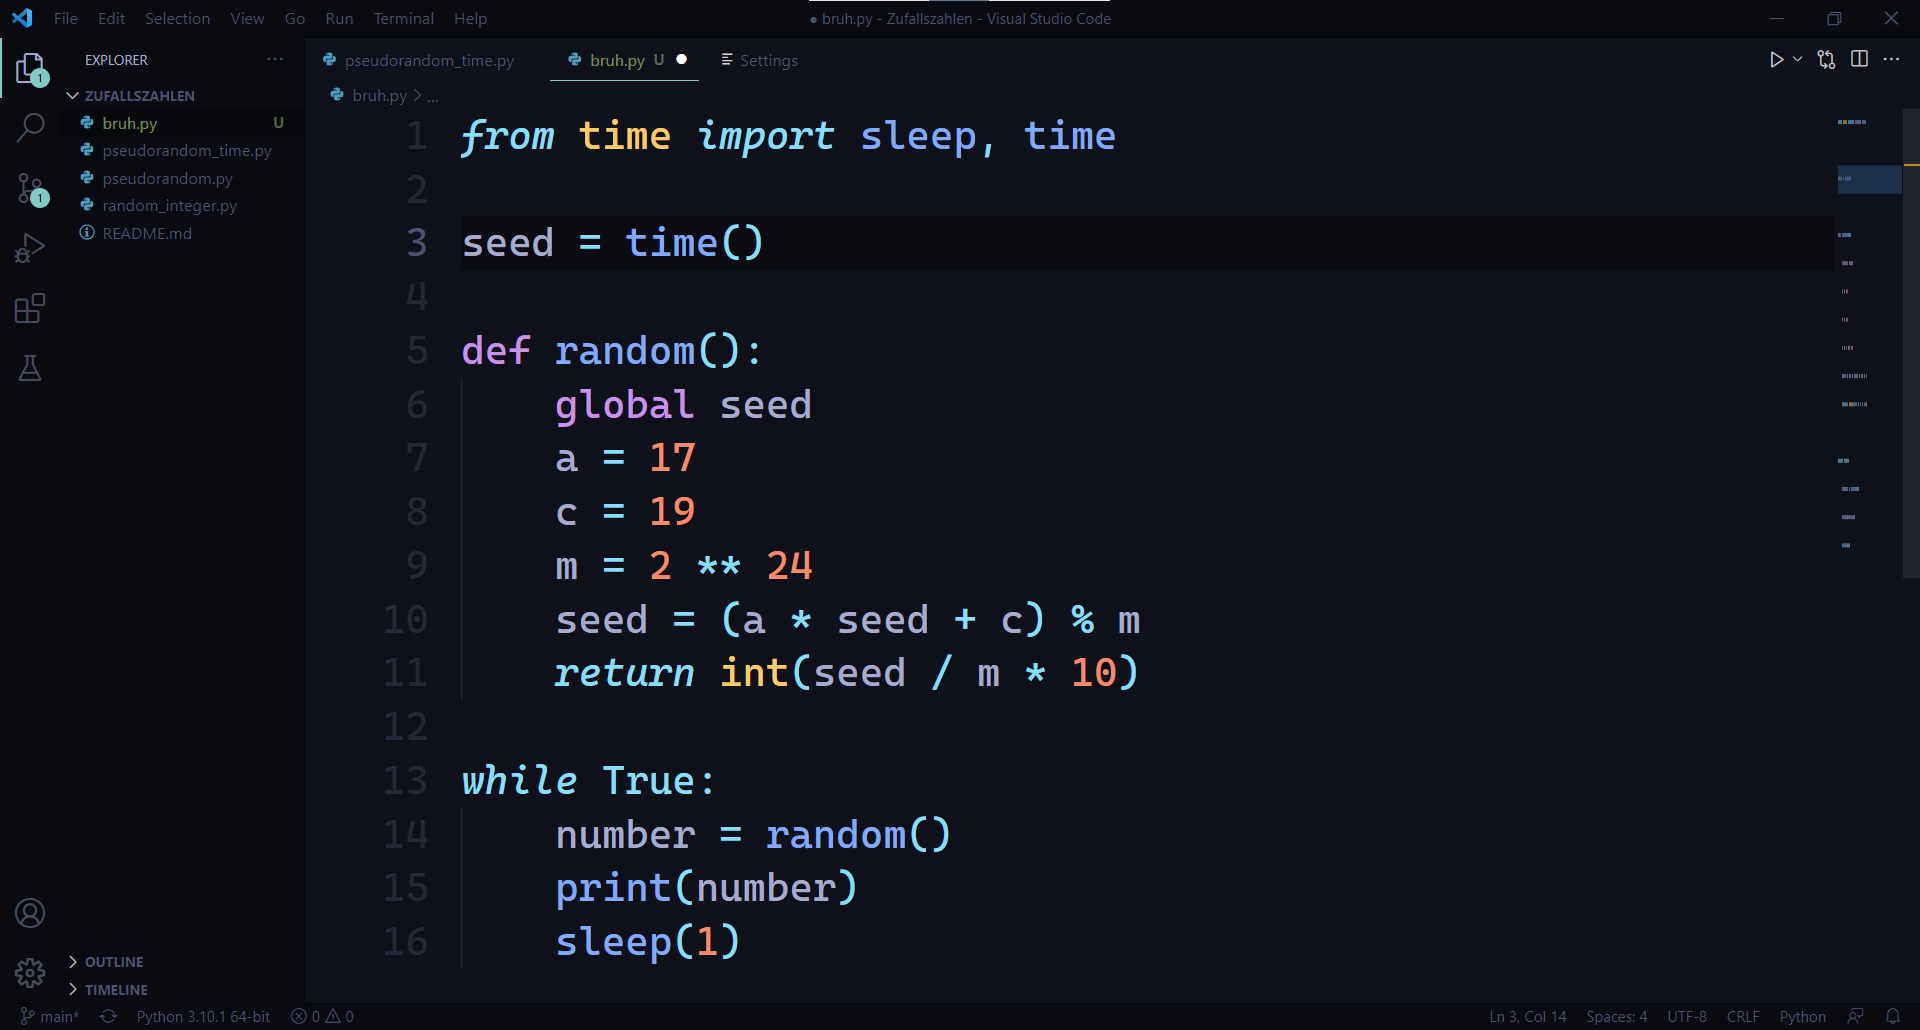 File Edit Selection View Go Run Terminal Help
● bruh.py - Zufallszahlen - Visual Studio Code
EXPLORER
ZUFALLSZAHLEN
bruh.py U
pseudorandom_time.py
pseudorandom.py
random_integer.py
README.md
OUTLINE
TIMELINE
1
1
pseudorandom_time.py bruh.py U ● Settings
bruh.py > ...
1 from time import sleep, time
2
3 seed = time()
4
5 def random():
6     global seed
7     a = 17
8     c = 19
9     m = 2 ** 24
10     seed = (a * seed + c) % m
11     return int(seed / m * 10)
12
13 while True:
14     number = random()
15     print(number)
16     sleep(1)
main* Python 3.10.1 64-bit 0 0 Ln 3, Col 14 Spaces: 4 UTF-8 CRLF Python